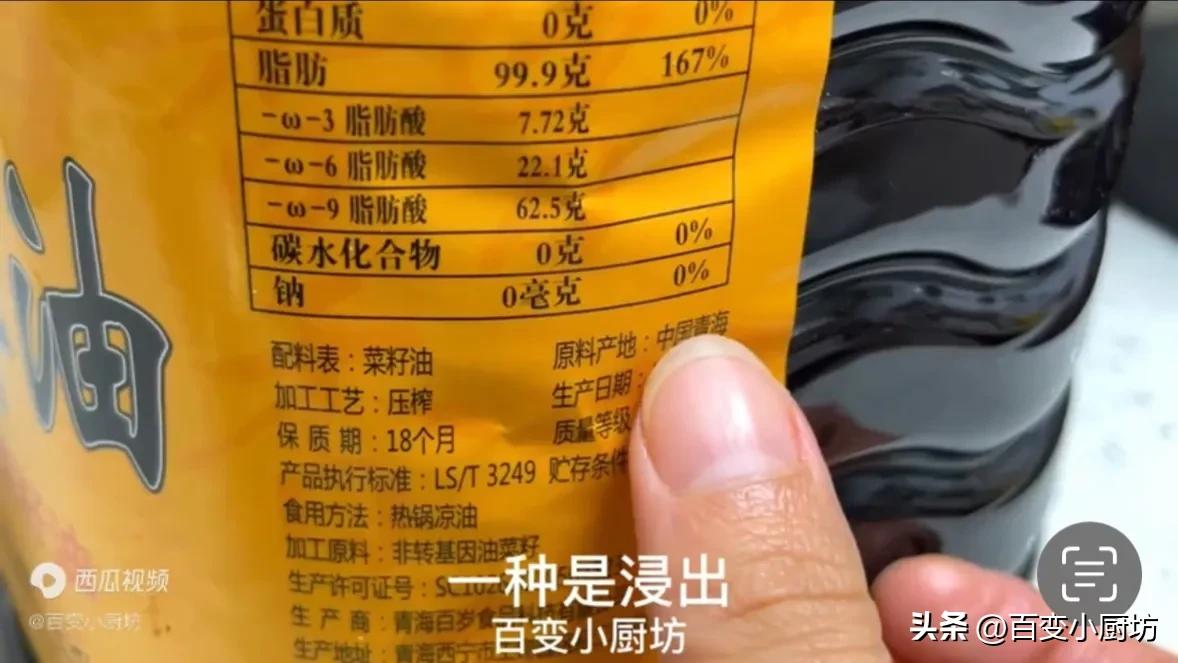 蛋白质 0克 0%
脂肪 99.9克 167%
-ω-3 脂肪酸 7.72克
-ω-6 脂肪酸 22.1克
-ω-9 脂肪酸 62.5克
碳水化合物 0克 0%
钠 0毫克 0%
油
配料表：菜籽油 原料产地：中国青海
加工工艺：压榨 生产日期：
保质期：18个月 质量等级
产品执行标准：LS/T 3249 贮存条件
食用方法：热锅凉油
加工原料：非转基因油菜籽
生产许可证号：SC102
生产商：青海百岁食品
生产地址：青海西宁市
一种是浸出
百变小厨坊
西瓜视频
@百变小厨坊
头条 @百变小厨坊